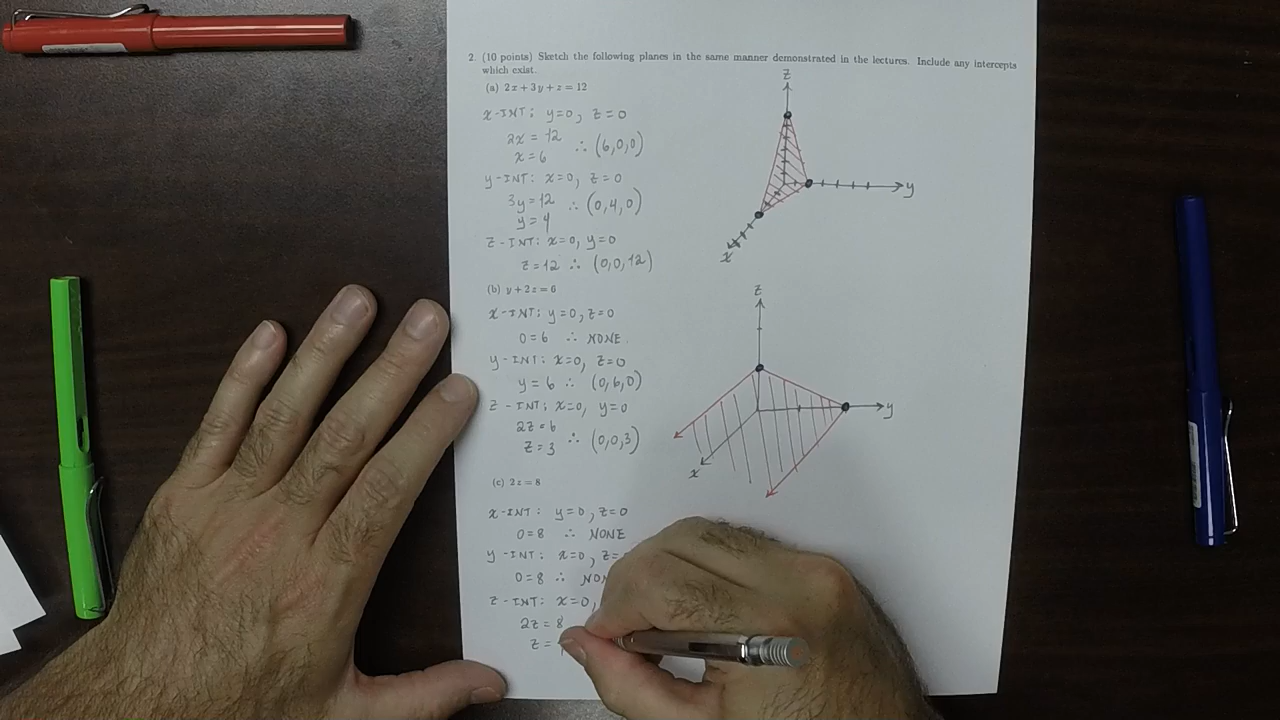 2. (10 points) Sketch the following planes in the same manner demonstrated in the lectures. Include any intercepts
which exist.
(a) 2x + 3y + z = 12
x-INT: y=0, z=0
2x = 12
x = 6 ∴ (6,0,0)
y-INT: x=0, z=0
3y = 12 ∴ (0,4,0)
y = 4
z-INT: x=0, y=0
z = 12 ∴ (0,0,12)
z
y
x
(b) y + 2z = 6
x-INT: y=0, z=0
0=6 ∴ NONE.
y-INT: x=0, z=0
y = 6 ∴ (0,6,0)
z-INT: x=0, y=0
2z = 6
z = 3 ∴ (0,0,3)
z
y
x
(c) 2z = 8
x-INT: y=0, z=0
0=8 ∴ NONE
y-INT: x=0, z=
0=8 ∴
z-INT: x=0,
2z = 8
z =